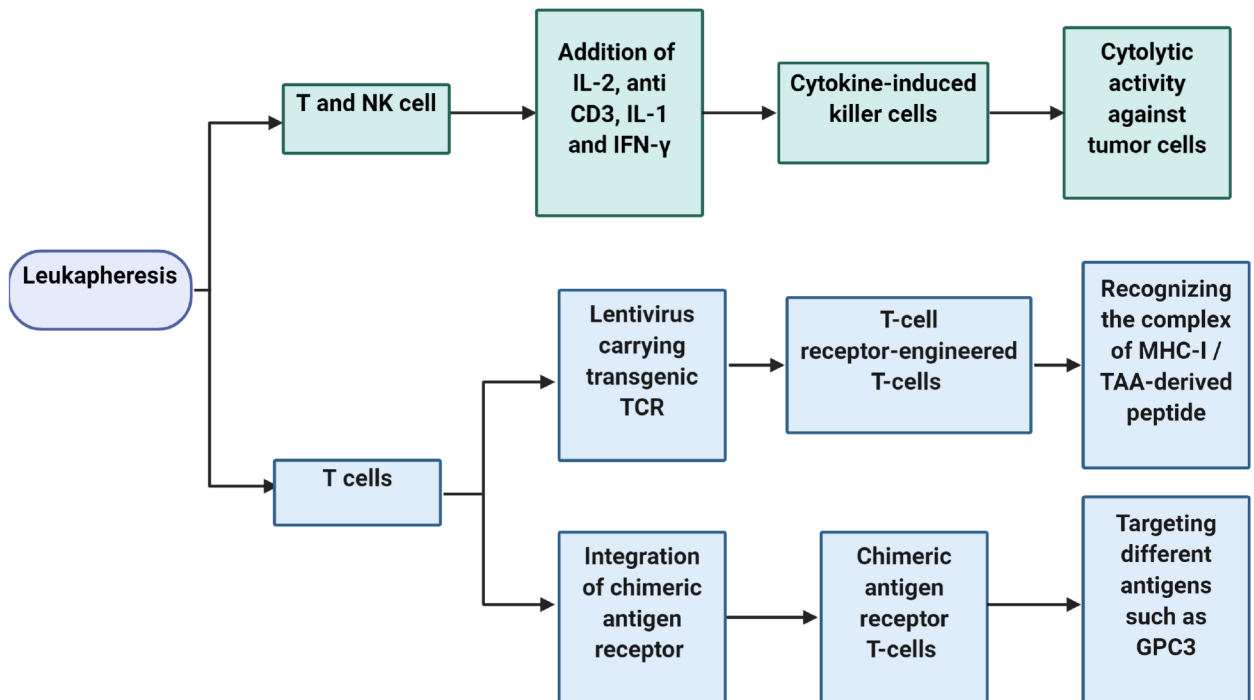 Leukapheresis
T and NK cell
Addition of
IL-2, anti
CD3, IL-1
and IFN-γ
Cytokine-induced
killer cells
Cytolytic
activity
against
tumor cells
T cells
Lentivirus
carrying
transgenic
TCR
T-cell
receptor-engineered
T-cells
Recognizing
the complex
of MHC-I /
TAA-derived
peptide
Integration
of chimeric
antigen
receptor
Chimeric
antigen
receptor
T-cells
Targeting
different
antigens
such as
GPC3